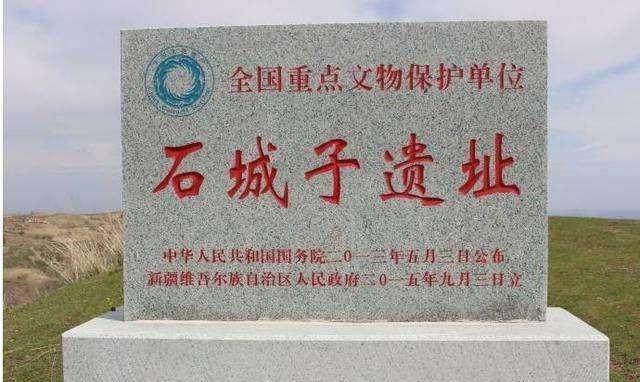 全国重点文物保护单位
石城子遗址
中华人民共和国国务院二〇一三年五月三日公布
新疆维吾尔族自治区人民政府二〇一五年九月三日立